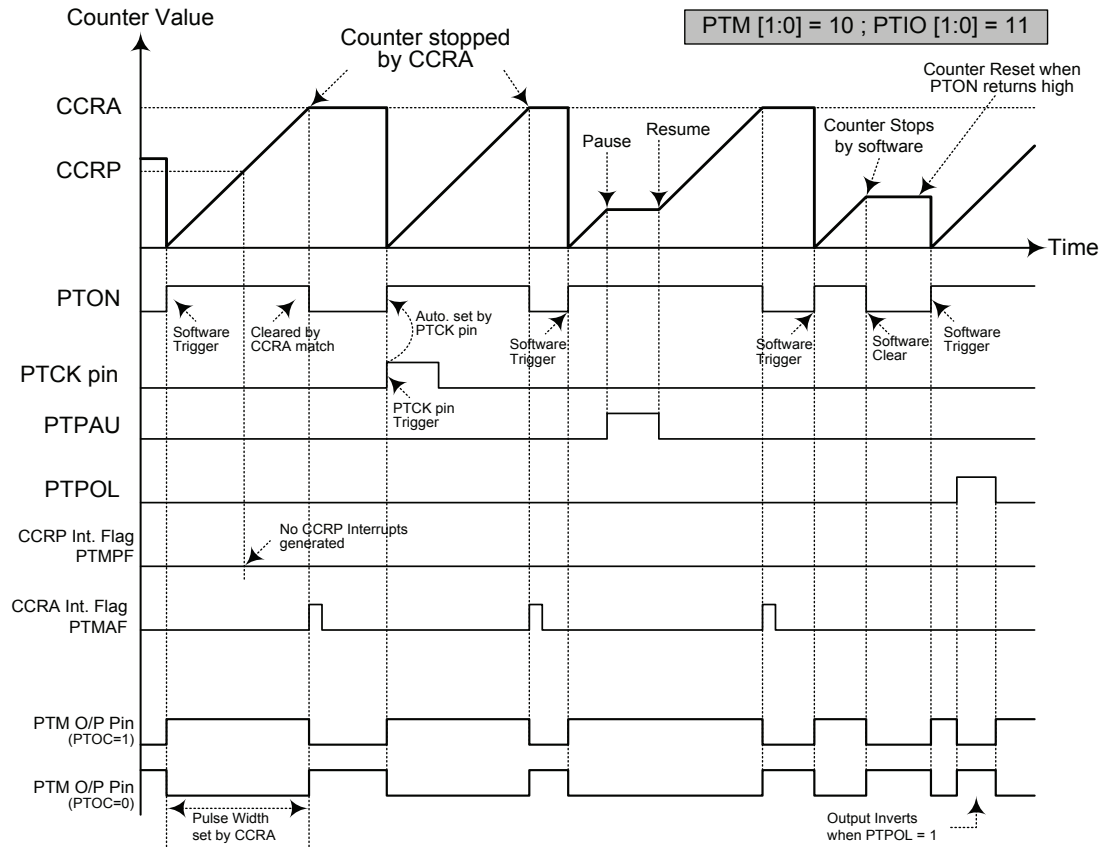 Counter Value
PTM [1:0] = 10 ; PTIO [1:0] = 11
Counter stopped
by CCRA
Counter Reset when
PTON returns high
CCRA
Pause
Resume
Counter Stops
by software
CCRP
Time
PTON
Software
Trigger
Cleared by
CCRA match
Auto. set by
PTCK pin
Software
Trigger
Software
Trigger
Software
Clear
Software
Trigger
PTCK pin
PTCK pin
Trigger
PTPAU
PTPOL
CCRP Int. Flag
PTMPF
No CCRP Interrupts
generated
CCRA Int. Flag
PTMAF
PTM O/P Pin
(PTOC=1)
PTM O/P Pin
(PTOC=0)
Pulse Width
set by CCRA
Output Inverts
when PTPOL = 1